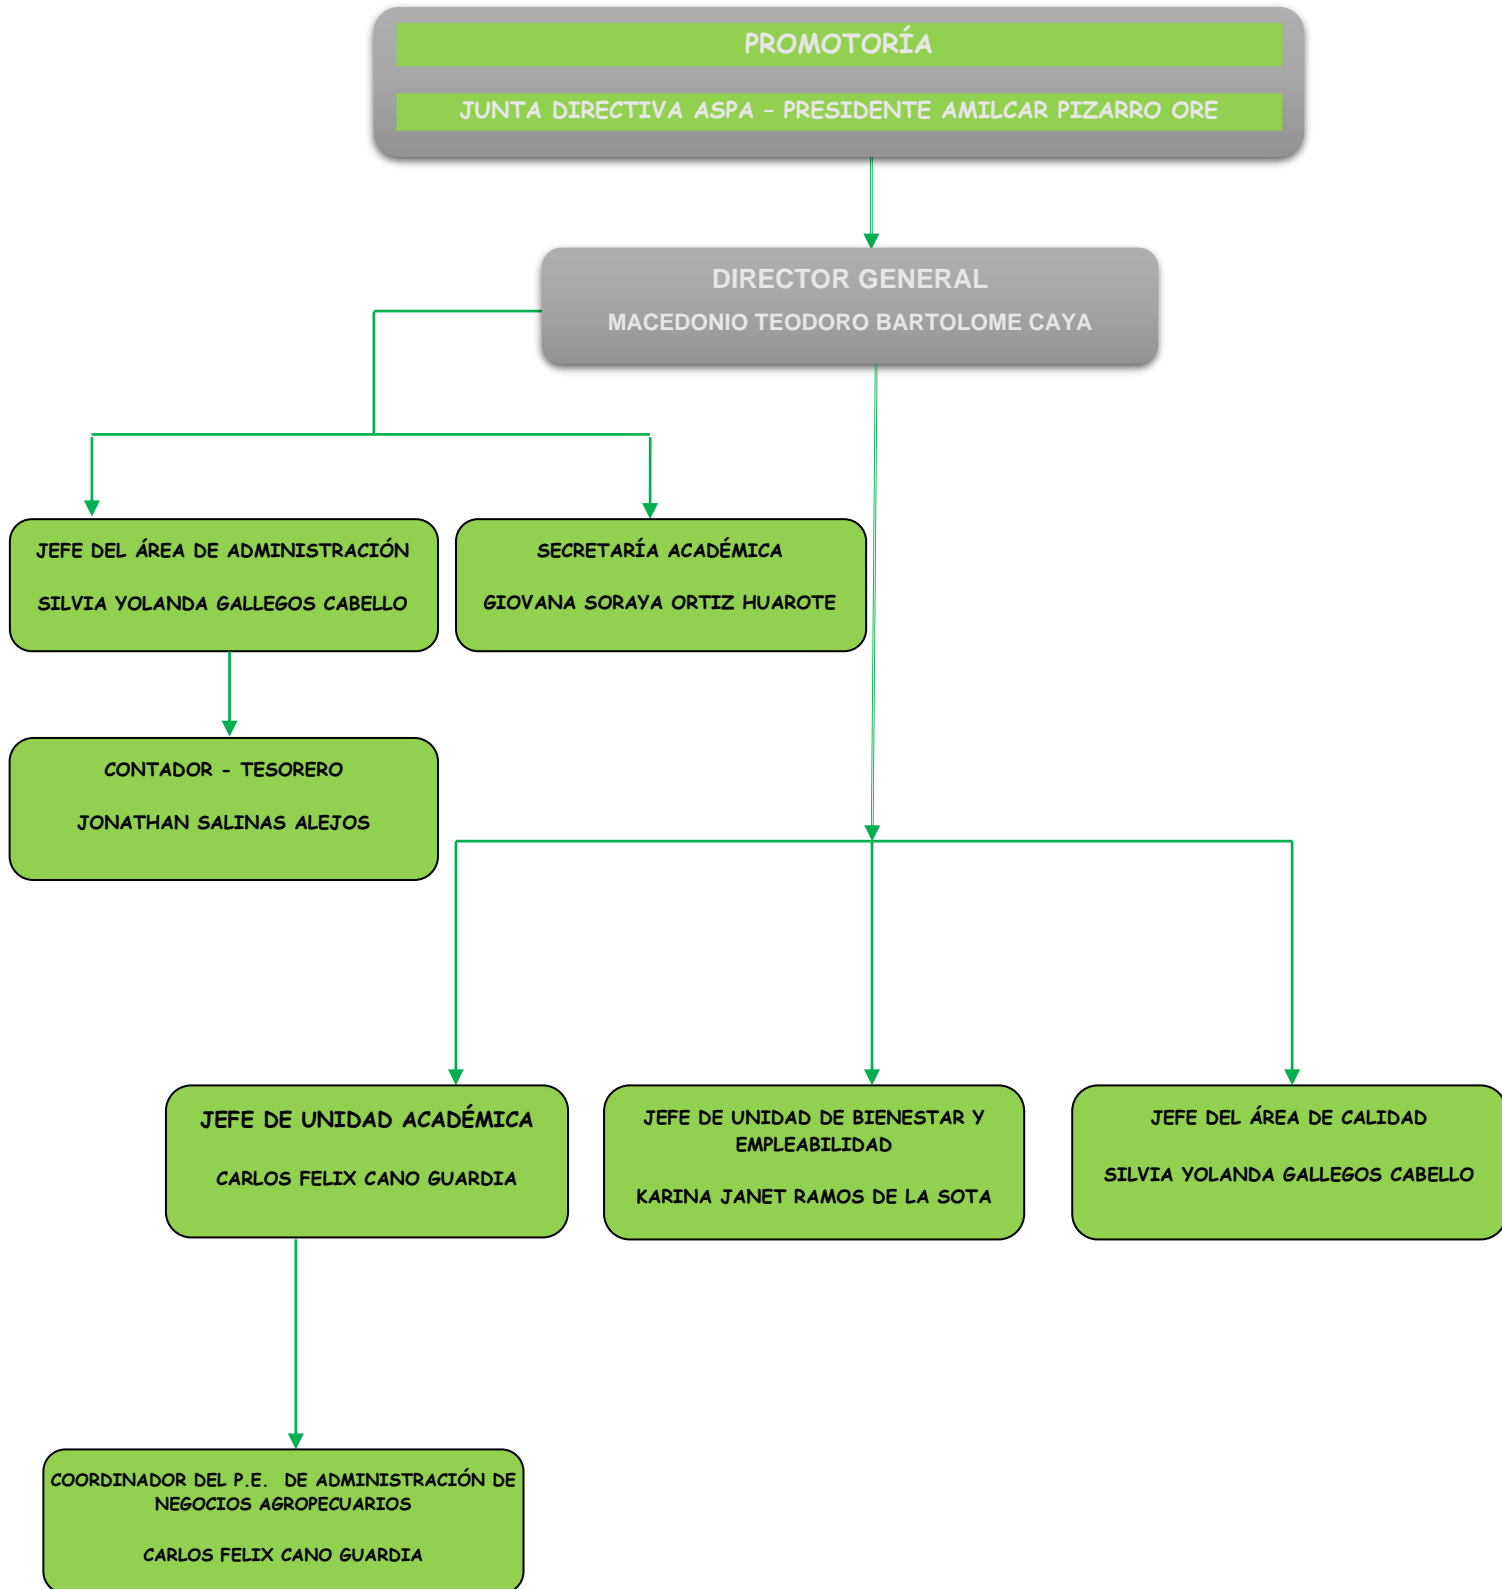 PROMOTORÍA
JUNTA DIRECTIVA ASPA - PRESIDENTE AMILCAR PIZARRO ORE
DIRECTOR GENERAL
MACEDONIO TEODORO BARTOLOME CAYA
JEFE DEL ÁREA DE ADMINISTRACIÓN
SILVIA YOLANDA GALLEGOS CABELLO
SECRETARÍA ACADÉMICA
GIOVANA SORAYA ORTIZ HUAROTE
CONTADOR - TESORERO
JONATHAN SALINAS ALEJOS
JEFE DE UNIDAD ACADÉMICA
CARLOS FELIX CANO GUARDIA
JEFE DE UNIDAD DE BIENESTAR Y
EMPLEABILIDAD
KARINA JANET RAMOS DE LA SOTA
JEFE DEL ÁREA DE CALIDAD
SILVIA YOLANDA GALLEGOS CABELLO
COORDINADOR DEL P.E. DE ADMINISTRACIÓN DE
NEGOCIOS AGROPECUARIOS
CARLOS FELIX CANO GUARDIA